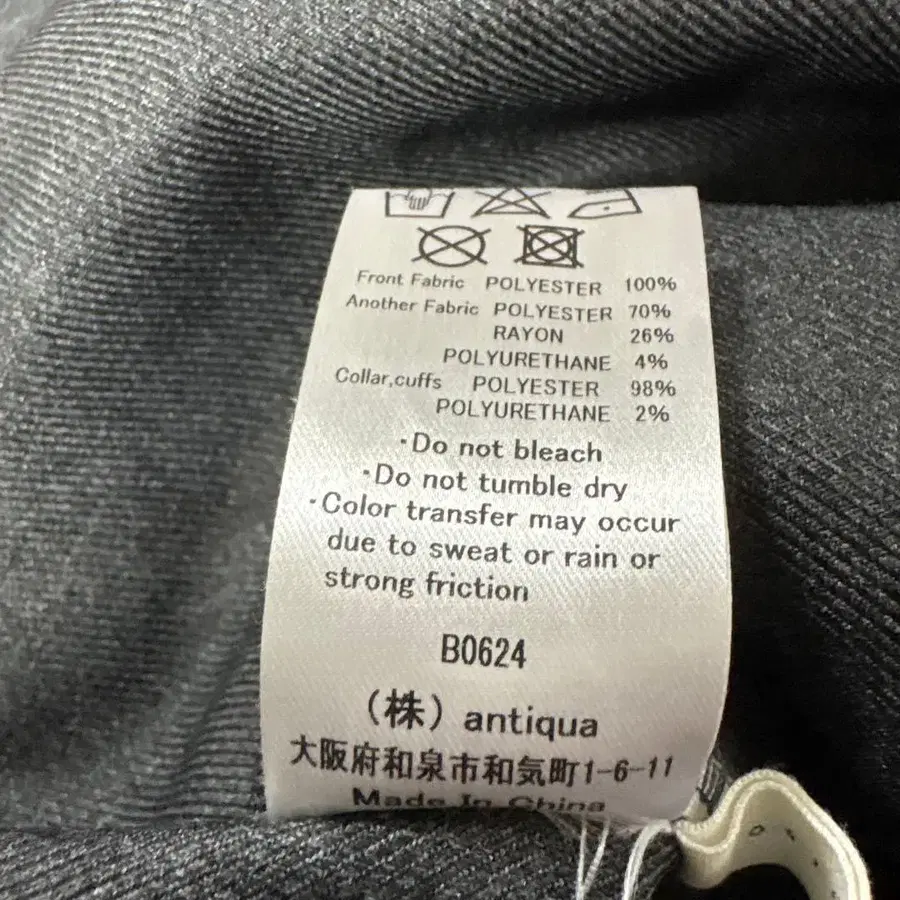 Front Fabric POLYESTER 100%
Another Fabric POLYESTER 70%
RAYON 26%
POLYURETHANE 4%
Collar,cuffs POLYESTER 98%
POLYURETHANE 2%
・Do not bleach
・Do not tumble dry
・Color transfer may occur
due to sweat or rain or
strong friction
B0624
（株）antiqua
大阪府和泉市和気町1-6-11
Made In China